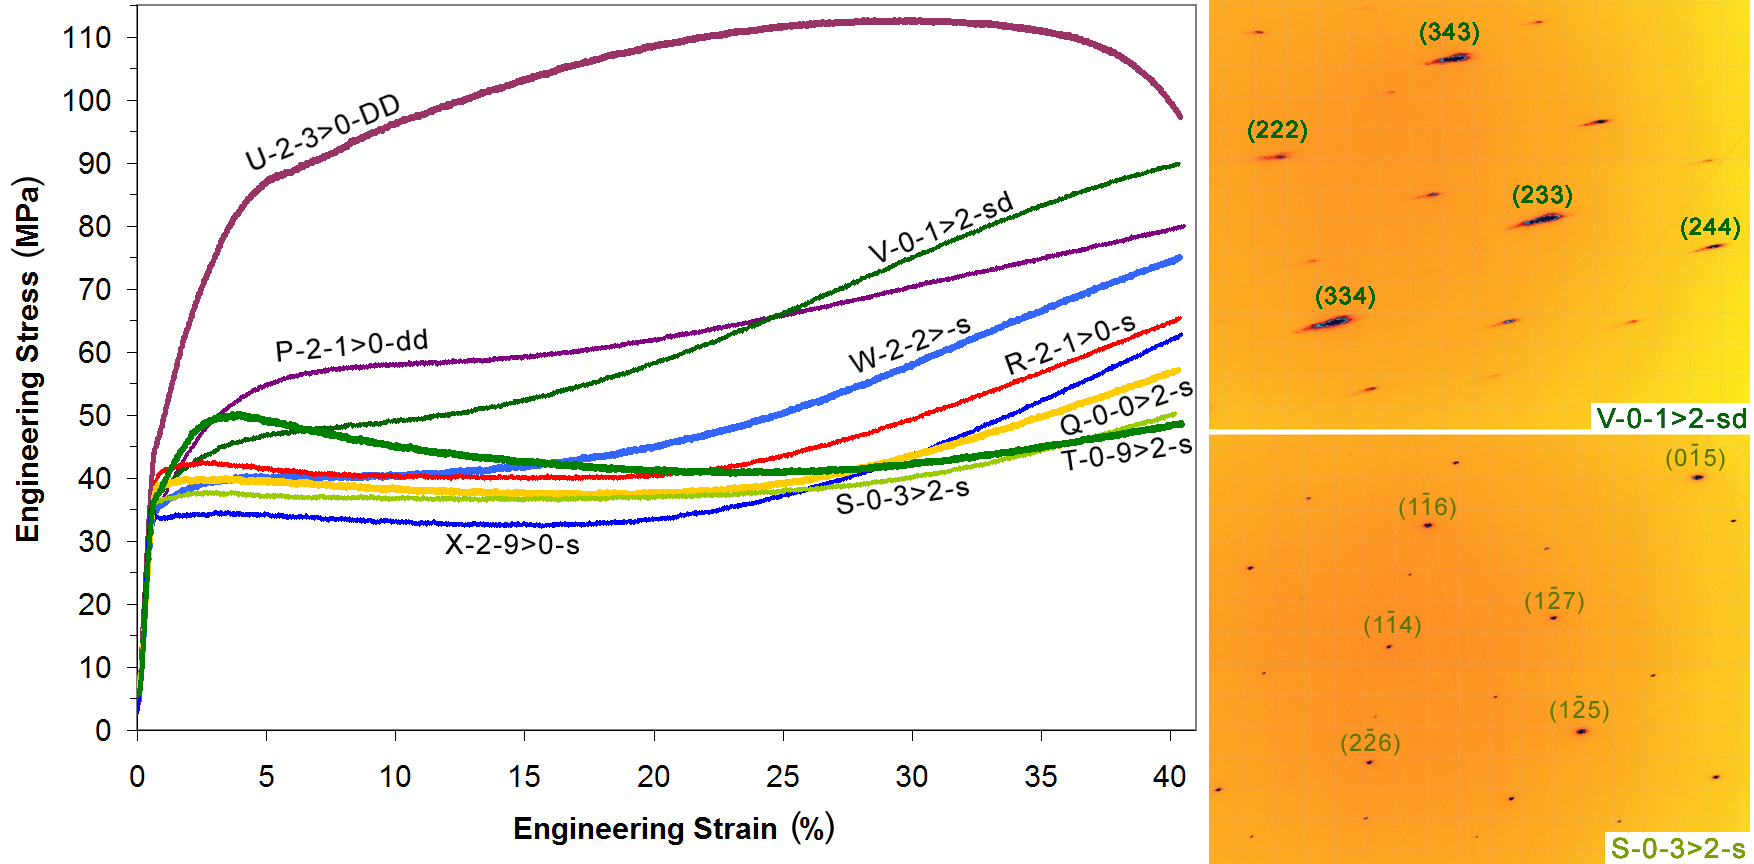 110
100
90
80
70
60
50
40
30
20
10
0
Engineering Stress (MPa)
0 5 10 15 20 25 30 35 40
Engineering Strain (%)
U-2-3>0-DD
V-0-1>2-sd
P-2-1>0-dd
W-2-2>-s
R-2-1>0-s
Q-0-0>2-s
T-0-9>2-s
S-0-3>2-s
X-2-9>0-s
(343)
(222)
(233)
(244)
(334)
V-0-1>2-sd
(01̅5)
(11̅6)
(12̅7)
(11̅4)
(12̅5)
(22̅6)
S-0-3>2-s